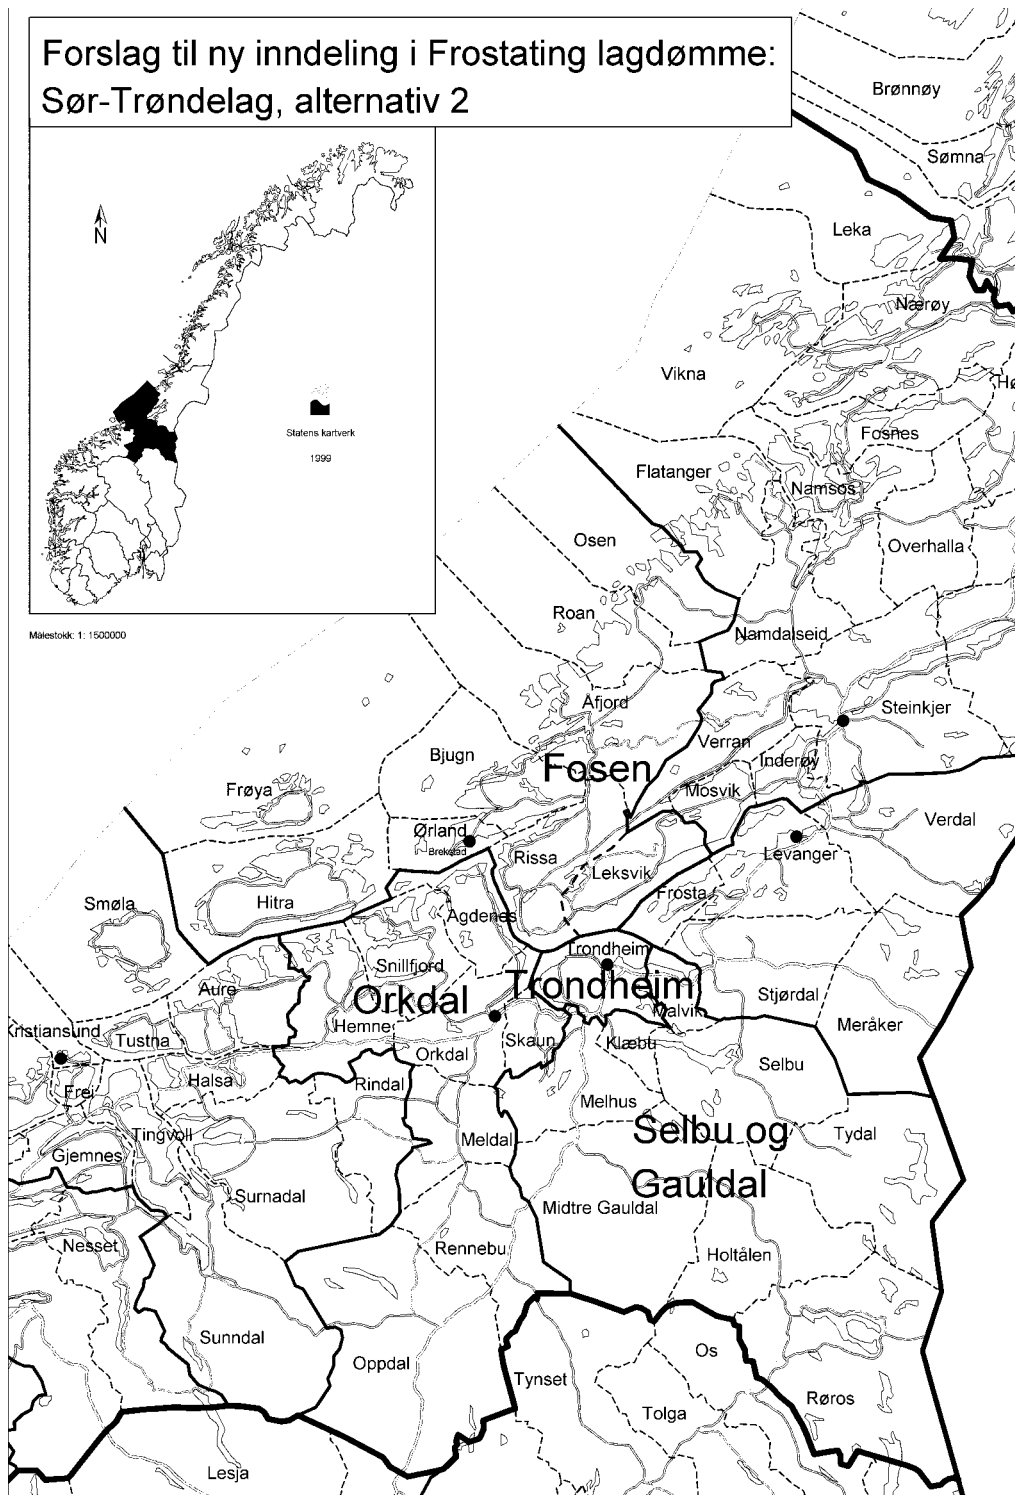 Forslag til ny inndeling i Frostating lagdømme:
Sør-Trøndelag, alternativ 2
N
Statens kartverk
1999
Målestokk: 1: 1500000
Brønnøy
Sømna
Leka
Nærøy
Vikna
Hø
Fosnes
Flatanger
Namsos
Osen
Overhalla
Roan
Namdalseid
Åfjord
Steinkjer
Verran
Bjugn
Inderøy
Fosen
Mosvik
Frøya
Verdal
Ørland
Brekstad
Rissa
Levanger
Leksvik
Frosta
Hitra
Smøla
Agdenes
Trondheim
Snillfjord
Trondheim
Aure
Orkdal
Stjørdal
Malvik
Meråker
Kristiansund
Hemne
Tustna
Skaun
Klæbu
Orkdal
Selbu
Halsa
Rindal
Frei
Melhus
Tingvoll
Selbu og
Gauldal
Tydal
Meldal
Gjemnes
Surnadal
Midtre Gauldal
Nesset
Rennebu
Holtålen
Sunndal
Oppdal
Os
Tynset
Røros
Tolga
Lesja